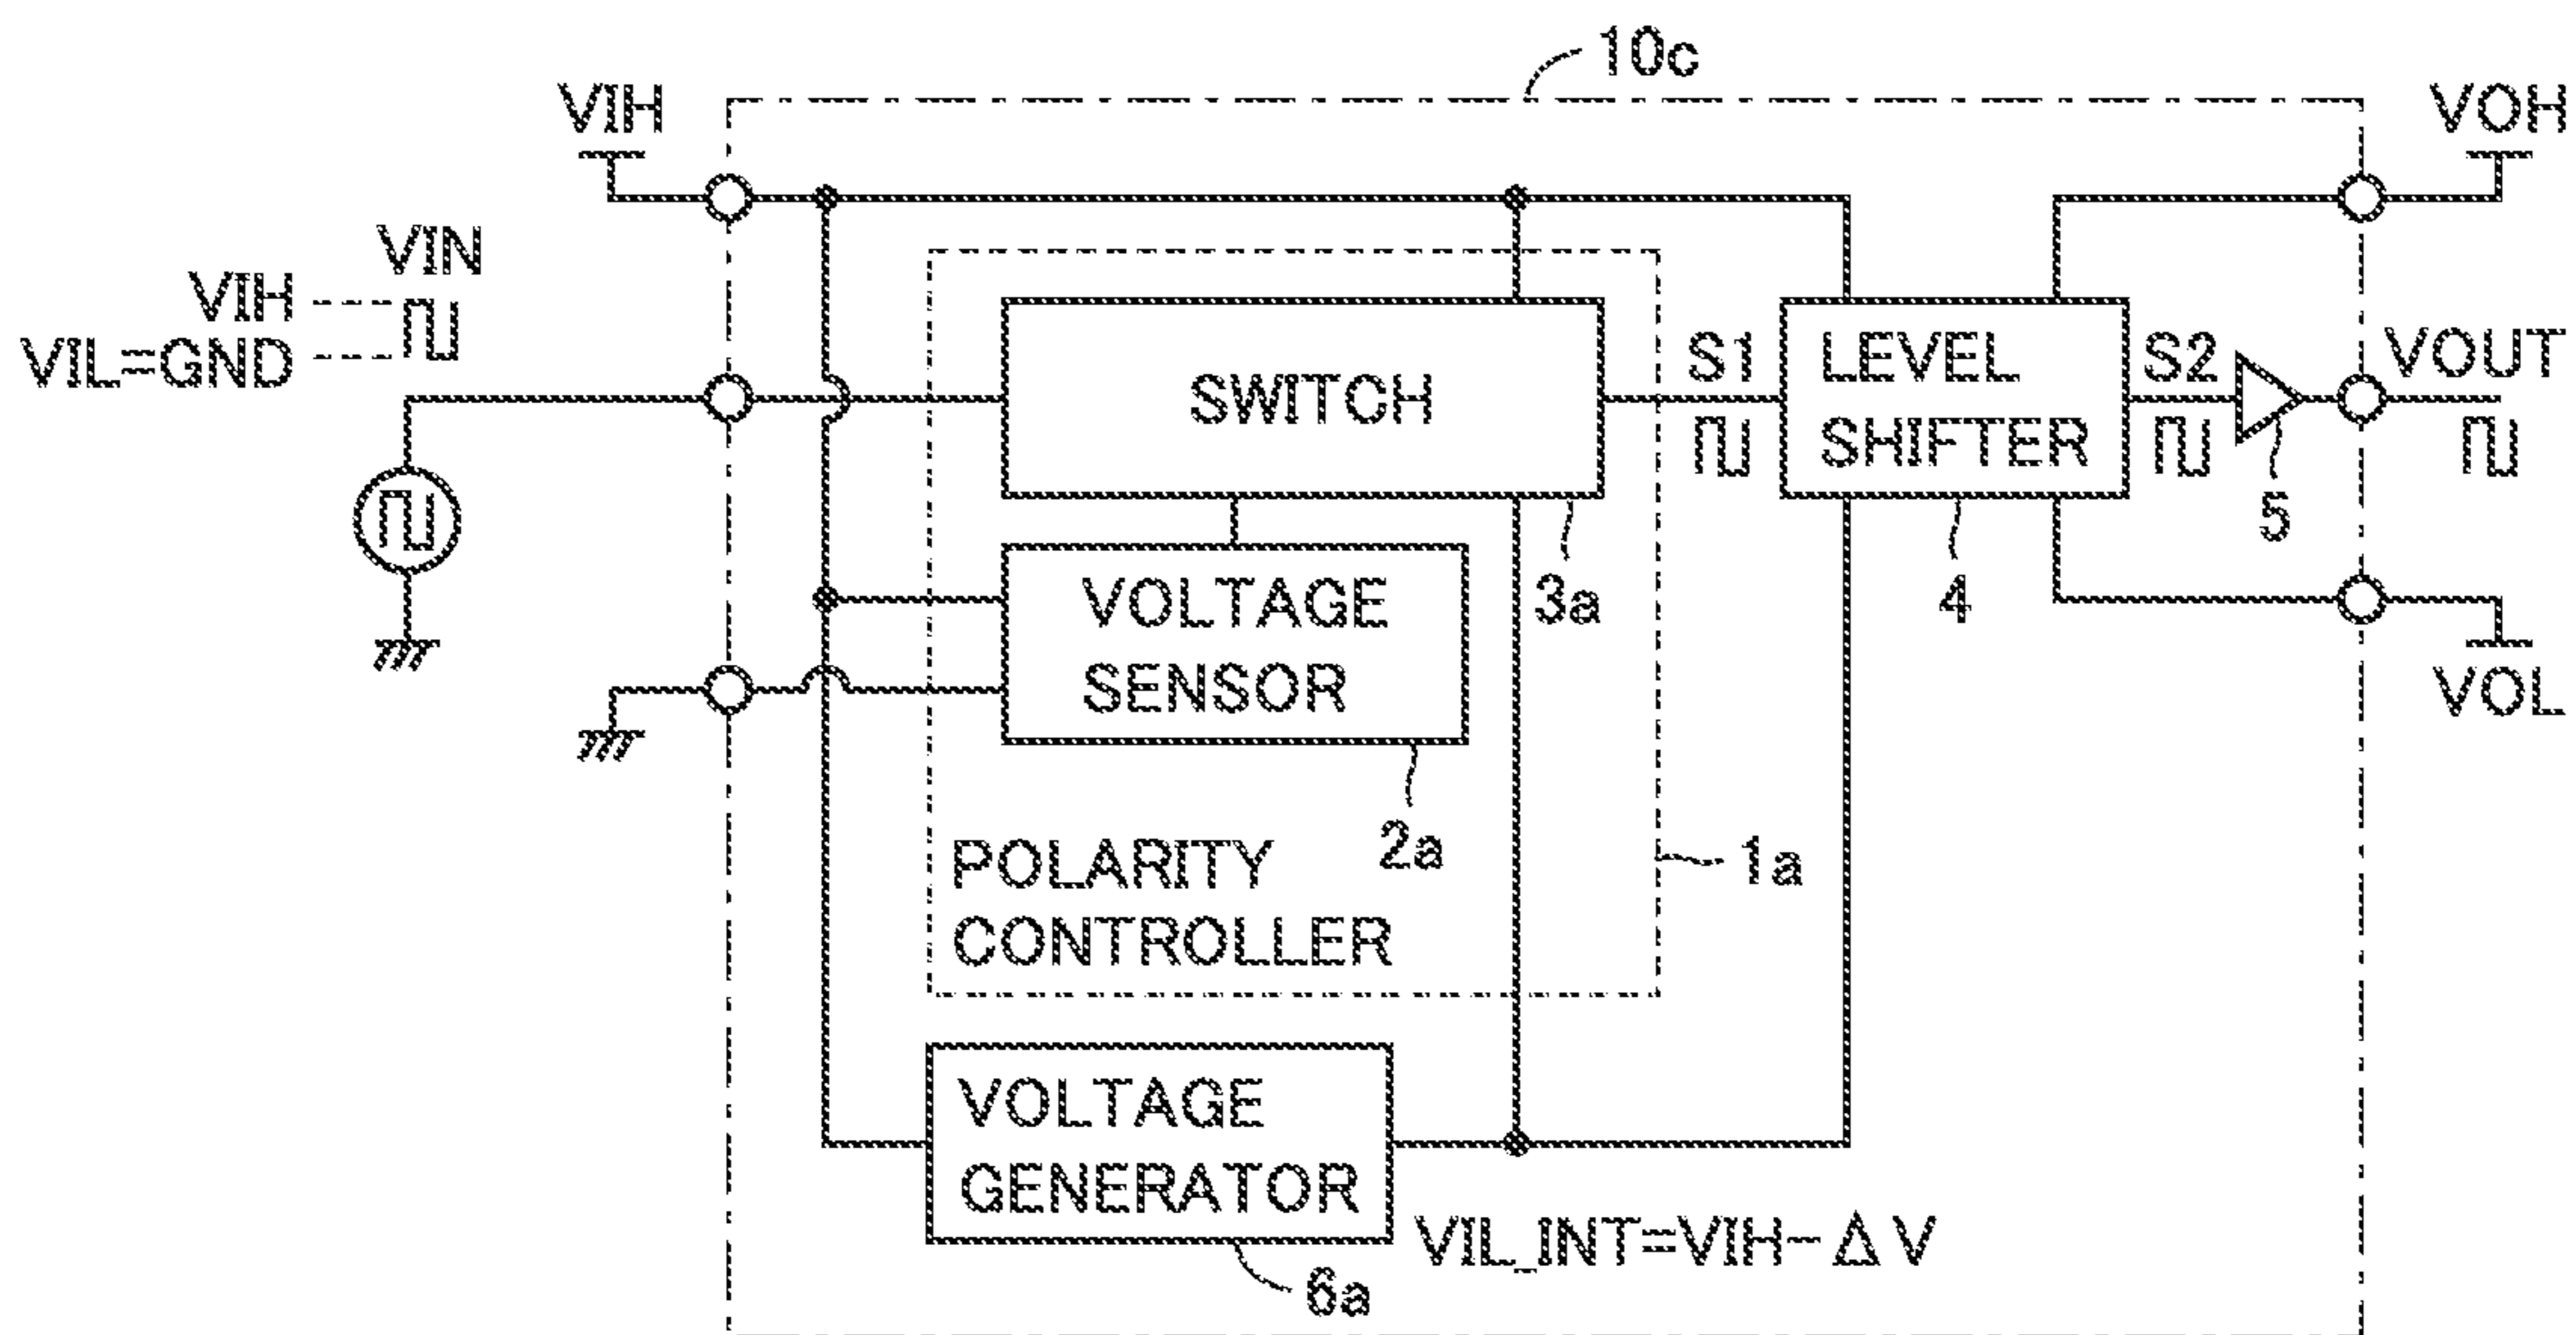 10c
VIH
VOH
VIN
VIH
VIL=GND
SWITCH
S1
LEVEL
SHIFTER
S2
VOUT
5
VOLTAGE
SENSOR
3a
4
VOL
2a
POLARITY
CONTROLLER
1a
VOLTAGE
GENERATOR
VIL_INT=VIH-ΔV
6a